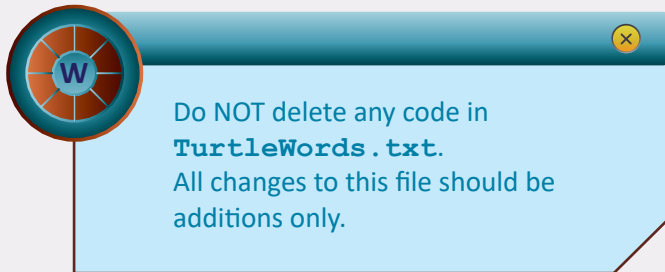 W
Do NOT delete any code in
TurtleWords.txt.
All changes to this file should be
additions only.